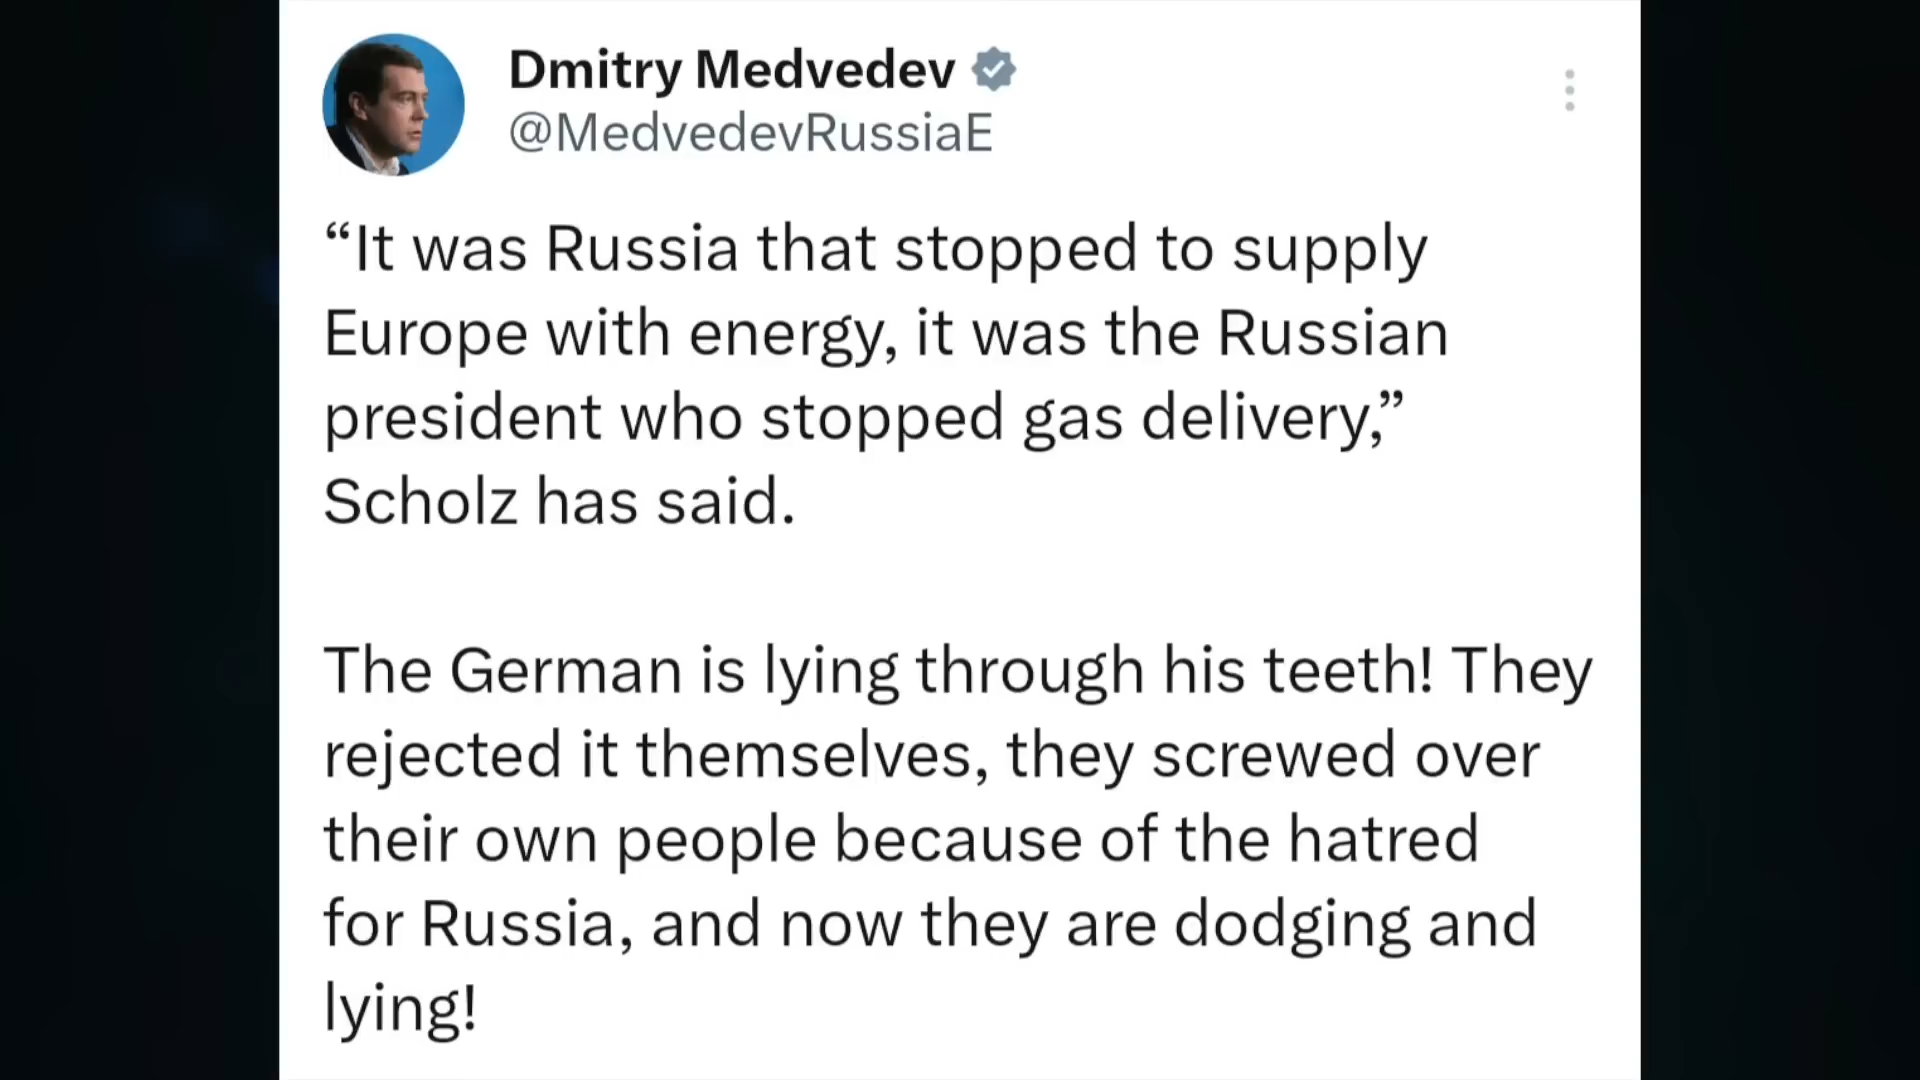 Dmitry Medvedev
@MedvedevRussiaE
“It was Russia that stopped to supply
Europe with energy, it was the Russian
president who stopped gas delivery,”
Scholz has said.
The German is lying through his teeth! They
rejected it themselves, they screwed over
their own people because of the hatred
for Russia, and now they are dodging and
lying!